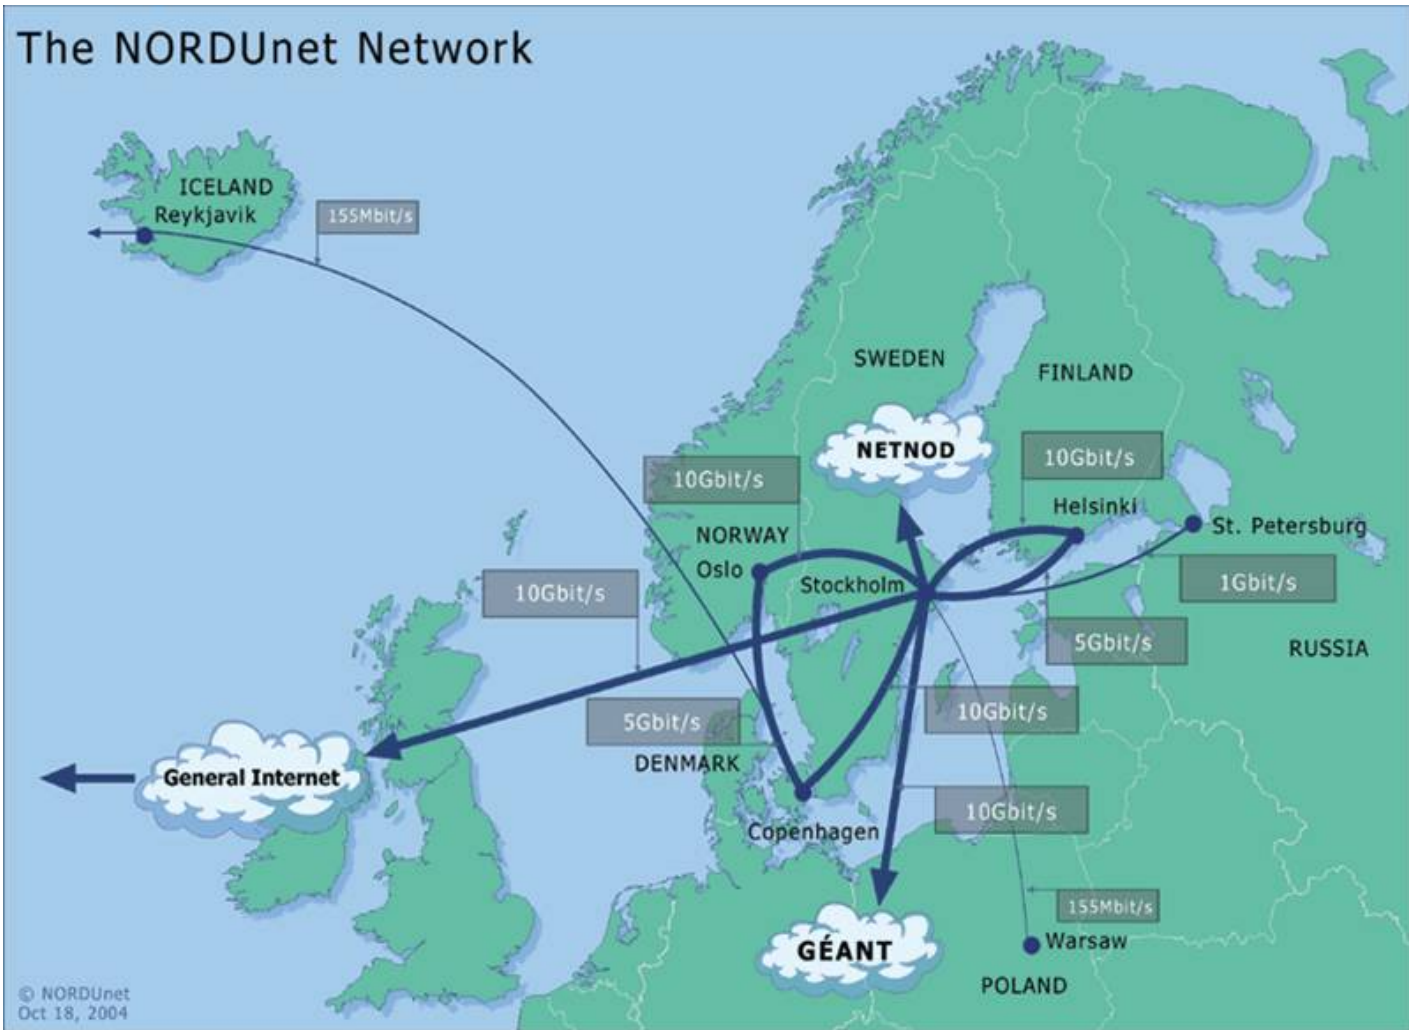 The NORDUnet Network
ICELAND
Reykjavik
155Mbit/s
SWEDEN
FINLAND
NETNOD
10Gbit/s
10Gbit/s
Helsinki
St. Petersburg
NORWAY
Oslo
Stockholm
10Gbit/s
1Gbit/s
5Gbit/s
RUSSIA
5Gbit/s
10Gbit/s
DENMARK
General Internet
10Gbit/s
Copenhagen
155Mbit/s
GÉANT
Warsaw
POLAND
© NORDUnet
Oct 18, 2004